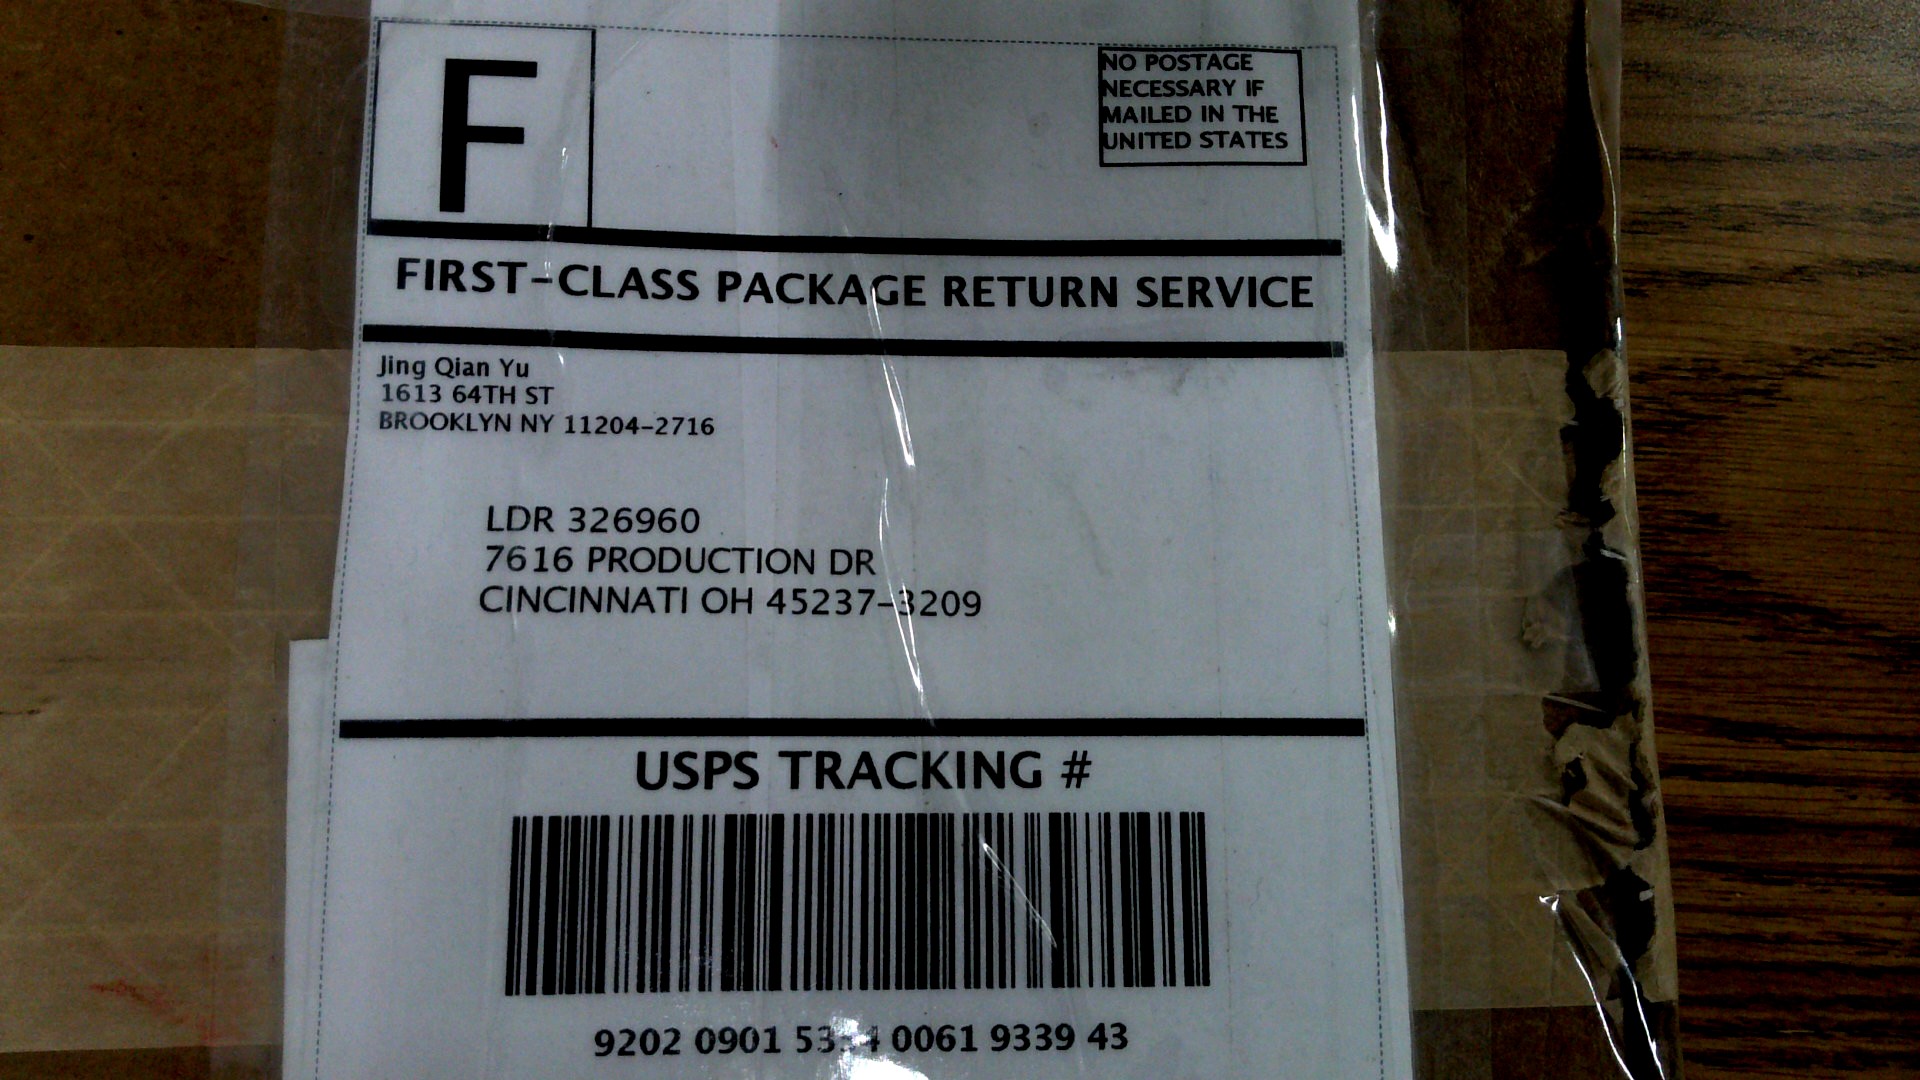 F
NO POSTAGE
NECESSARY IF
MAILED IN THE
UNITED STATES
FIRST-CLASS PACKAGE RETURN SERVICE
Jing Qian Yu
1613 64TH ST
BROOKLYN NY 11204-2716
LDR 326960
7616 PRODUCTION DR
CINCINNATI OH 45237-3209
USPS TRACKING #
9202 0901 0061 9339 43